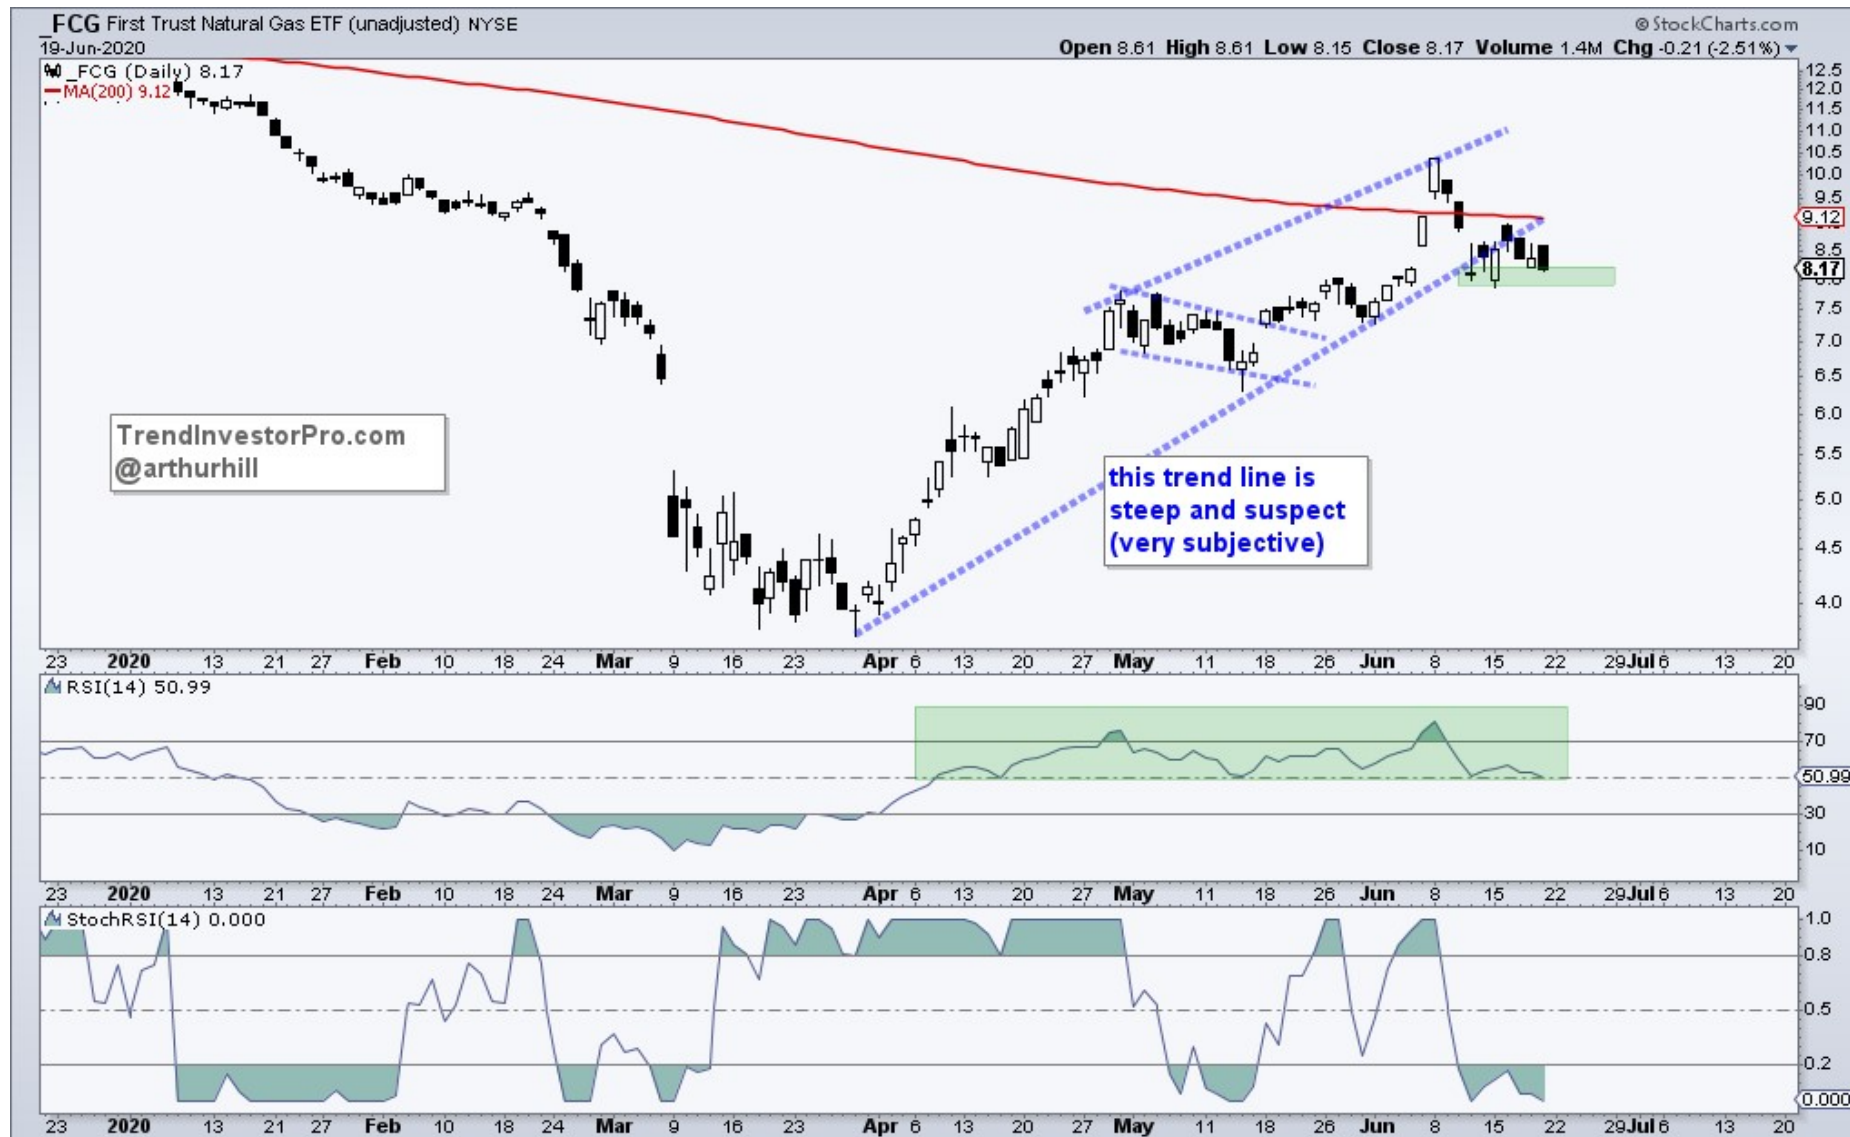 _FCG First Trust Natural Gas ETF (unadjusted) NYSE
© StockCharts.com
19-Jun-2020
Open 8.61 High 8.61 Low 8.15 Close 8.17 Volume 1.4M Chg -0.21 (-2.51%)
_FCG (Daily) 8.17
MA(200) 9.12
12.5
12.0
11.5
11.0
10.5
10.0
9.5
9.12
8.5
8.17
8.0
7.5
7.0
6.5
6.0
5.5
5.0
4.5
4.0
TrendInvestorPro.com
@arthurhill
this trend line is
steep and suspect
(very subjective)
23 2020 13 21 27 Feb 10 18 24 Mar 9 16 23 Apr 6 13 20 27 May 11 18 26 Jun 8 15 22 29 Jul 6 13 20
RSI(14) 50.99
90
70
50.99
30
10
23 2020 13 21 27 Feb 10 18 24 Mar 9 16 23 Apr 6 13 20 27 May 11 18 26 Jun 8 15 22 29 Jul 6 13 20
StochRSI(14) 0.000
1.0
0.8
0.5
0.2
0.000
23 2020 13 21 27 Feb 10 18 24 Mar 9 16 23 Apr 6 13 20 27 May 11 18 26 Jun 8 15 22 29 Jul 6 13 20